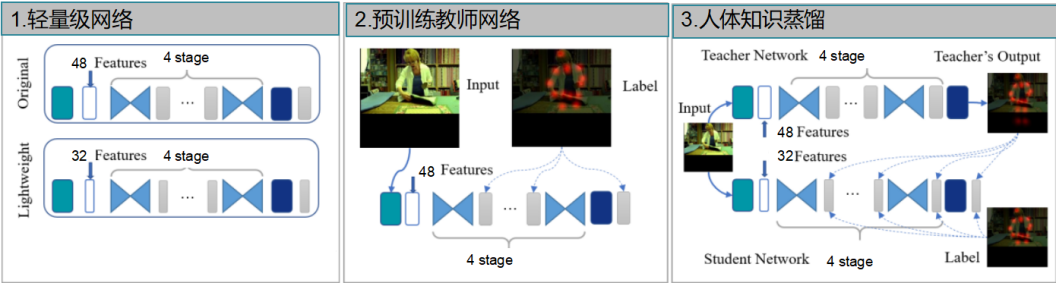 1.轻量级网络
Original
48 Features
4 stage
...
Lightweight
32 Features
4 stage
...
2.预训练教师网络
Input
Label
48 Features
...
4 stage
3.人体知识蒸馏
Teacher Network
4 stage
Teacher's Output
Input
...
48 Features
32 Features
...
Student Network
4 stage
Label